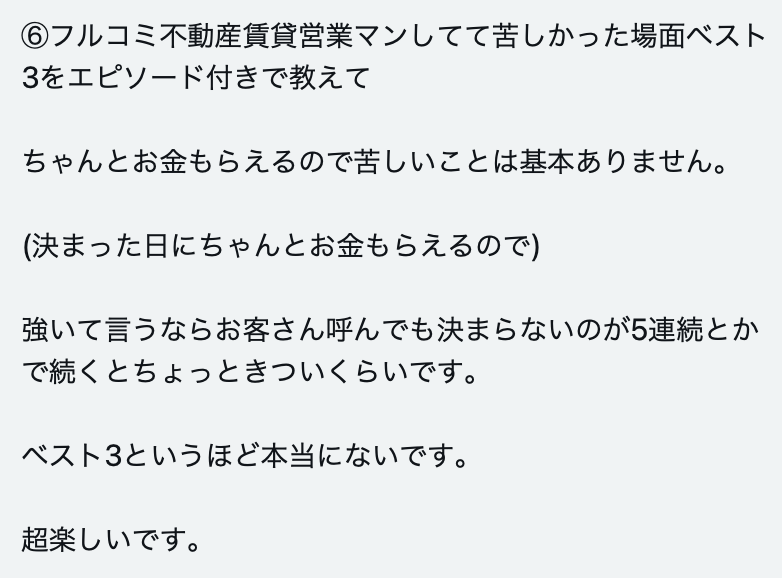 ⑥フルコミ不動産賃貸営業マンしてて苦しかった場面ベスト
3をエピソード付きで教えて
ちゃんとお金もらえるので苦しいことは基本ありません。
(決まった日にちゃんとお金もらえるので)
強いて言うならお客さん呼んでも決まらないのが5連続とか
で続くとちょっときついくらいです。
ベスト3というほど本当にないです。
超楽しいです。